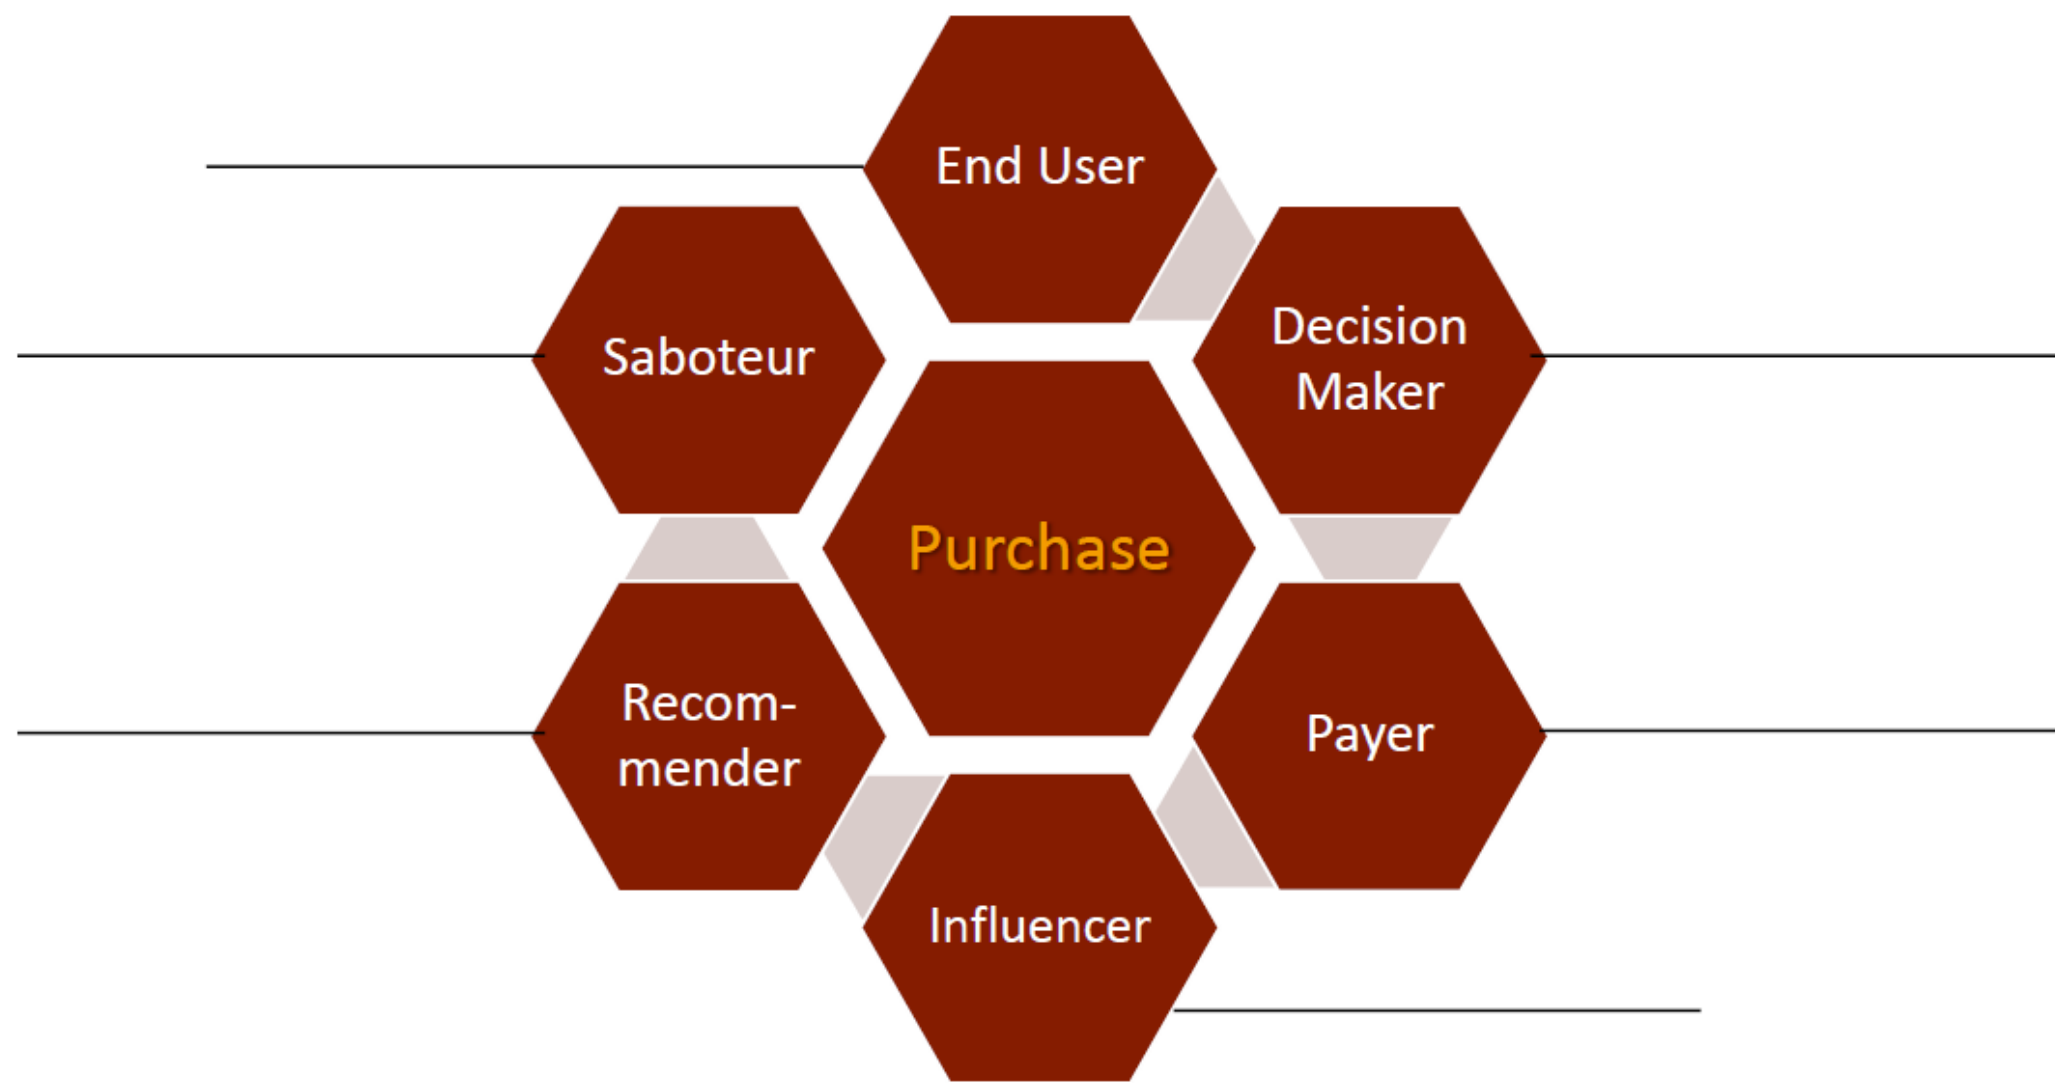 End User
Saboteur
Decision
Maker
Purchase
Recom-
mender
Payer
Influencer